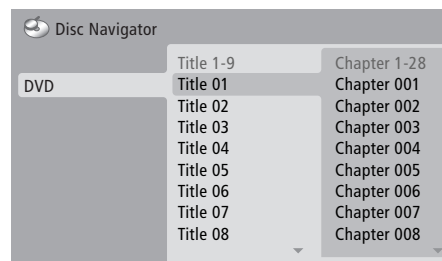 Disc Navigator
DVD
Title 1-9
Title 01
Title 02
Title 03
Title 04
Title 05
Title 06
Title 07
Title 08
Chapter 1-28
Chapter 001
Chapter 002
Chapter 003
Chapter 004
Chapter 005
Chapter 006
Chapter 007
Chapter 008